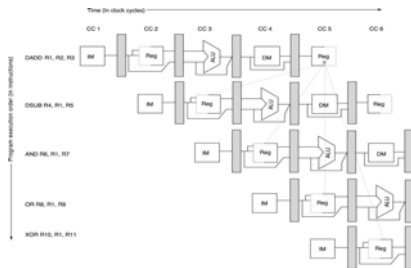 Time (in clock cycles)
CC 1 CC 2 CC 3 CC 4 CC 5 CC 6
Program execution order (in instructions)
DADD R1, R2, R3 IM Reg ALU DM Reg
DSUB R4, R1, R5 IM Reg ALU DM Reg
AND R6, R1, R7 IM Reg ALU DM
OR R8, R1, R9 IM Reg ALU
XOR R10, R1, R11 IM Reg